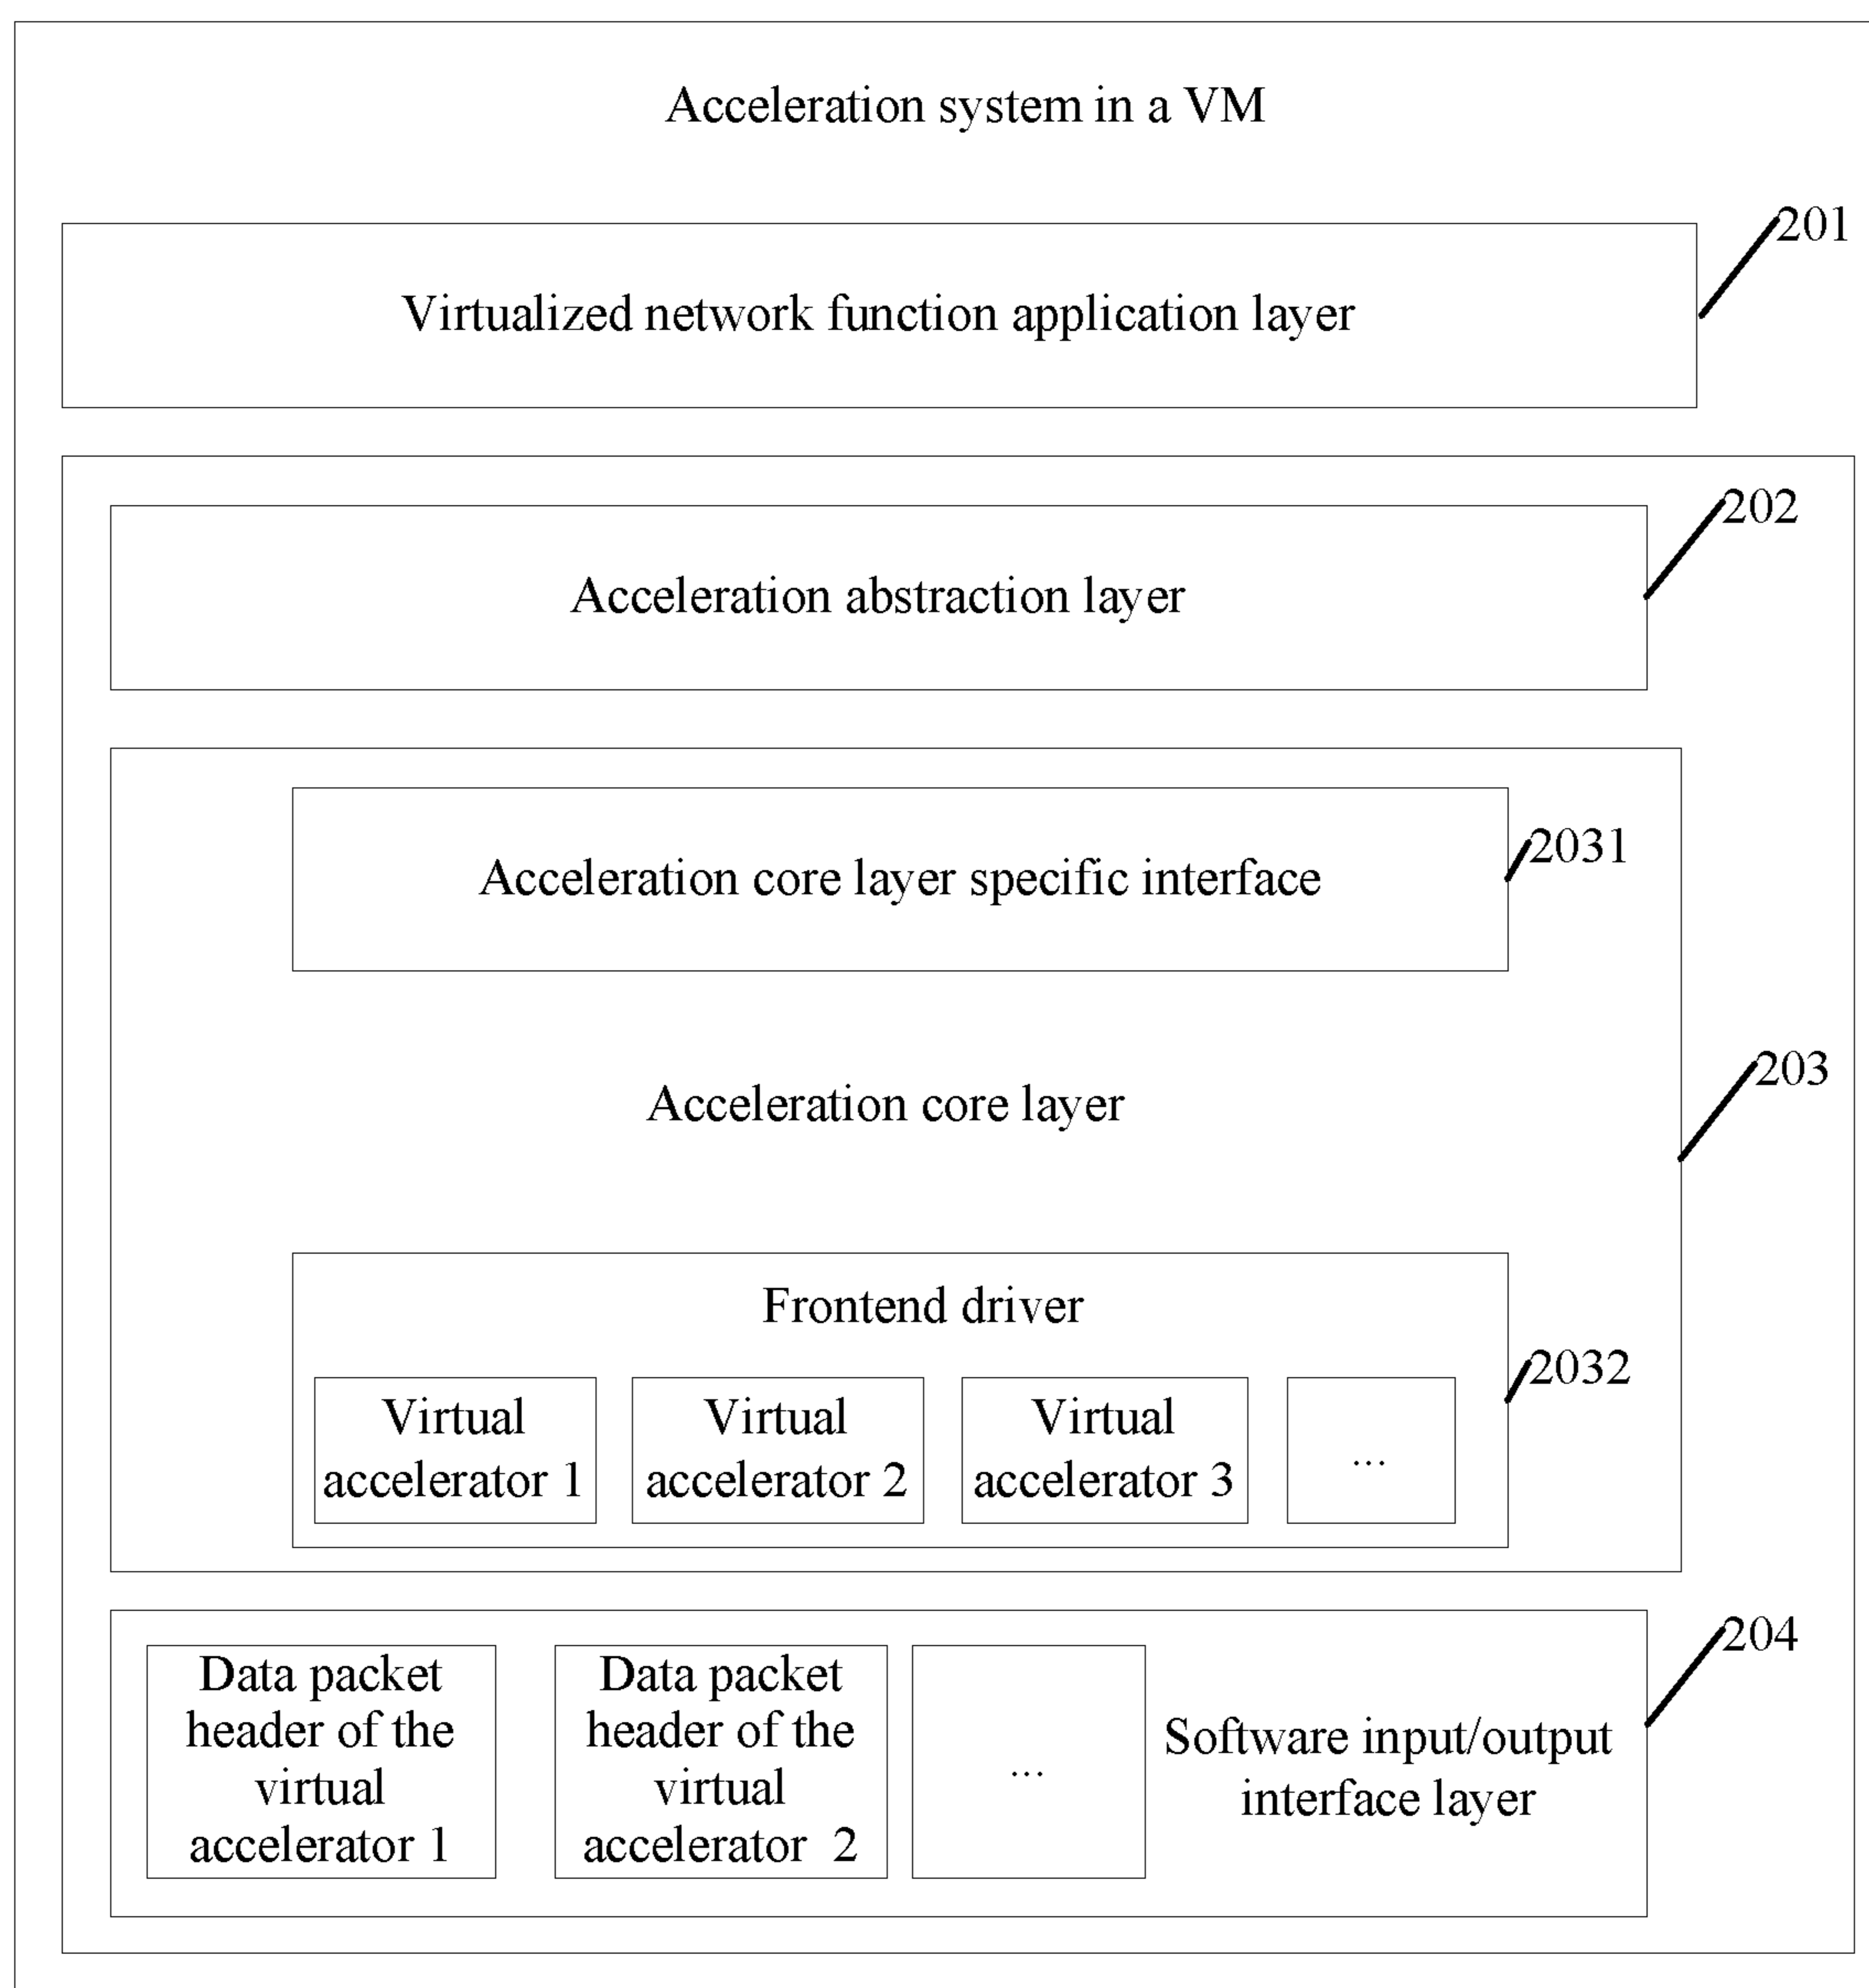 Acceleration system in a VM
201
Virtualized network function application layer
202
Acceleration abstraction layer
2031
Acceleration core layer specific interface
203
Acceleration core layer
Frontend driver
2032
Virtual
accelerator 1
Virtual
accelerator 2
Virtual
accelerator 3
...
204
Data packet
header of the
virtual
accelerator 1
Data packet
header of the
virtual
accelerator 2
...
Software input/output
interface layer